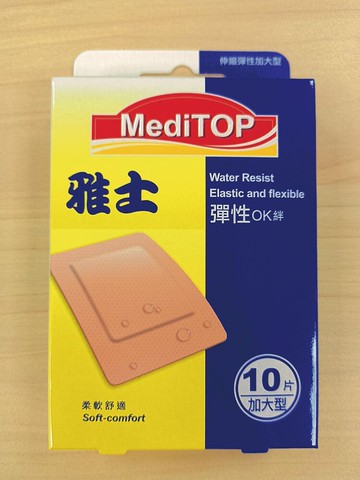 伸縮彈性加大型
MediTOP
雅士
Water Resist
Elastic and flexible
彈性OK絆
柔軟舒適
Soft-comfort
10片
加大型